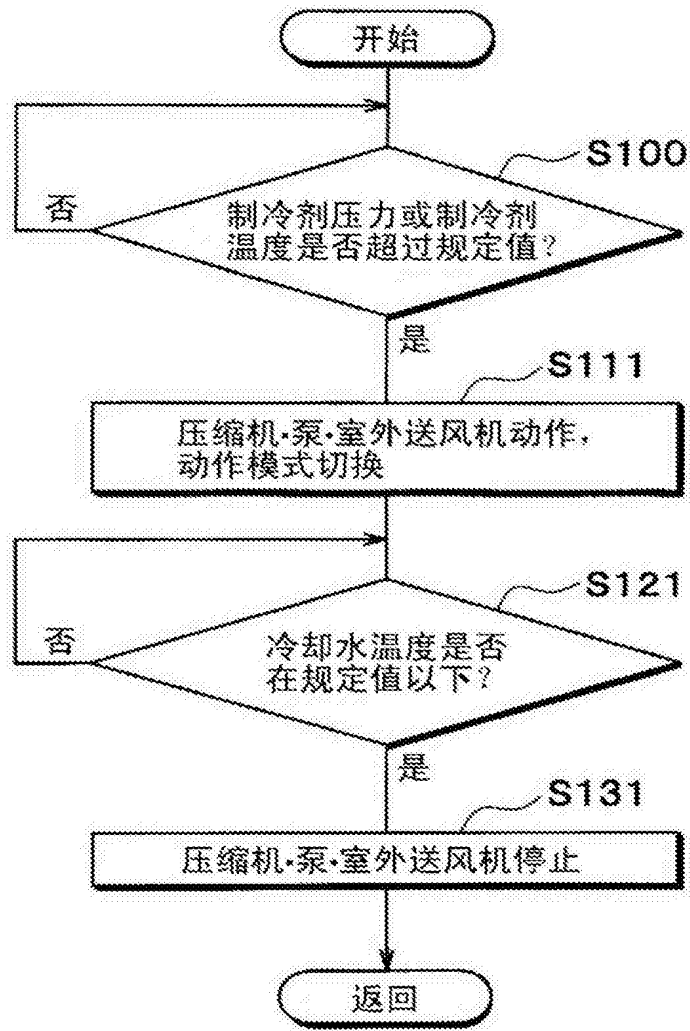 开始
S100
制冷剂压力或制冷剂
温度是否超过规定值？
否
是
S111
压缩机·泵·室外送风机动作，
动作模式切换
S121
冷却水温度是否
在规定值以下？
否
是
S131
压缩机·泵·室外送风机停止
返回